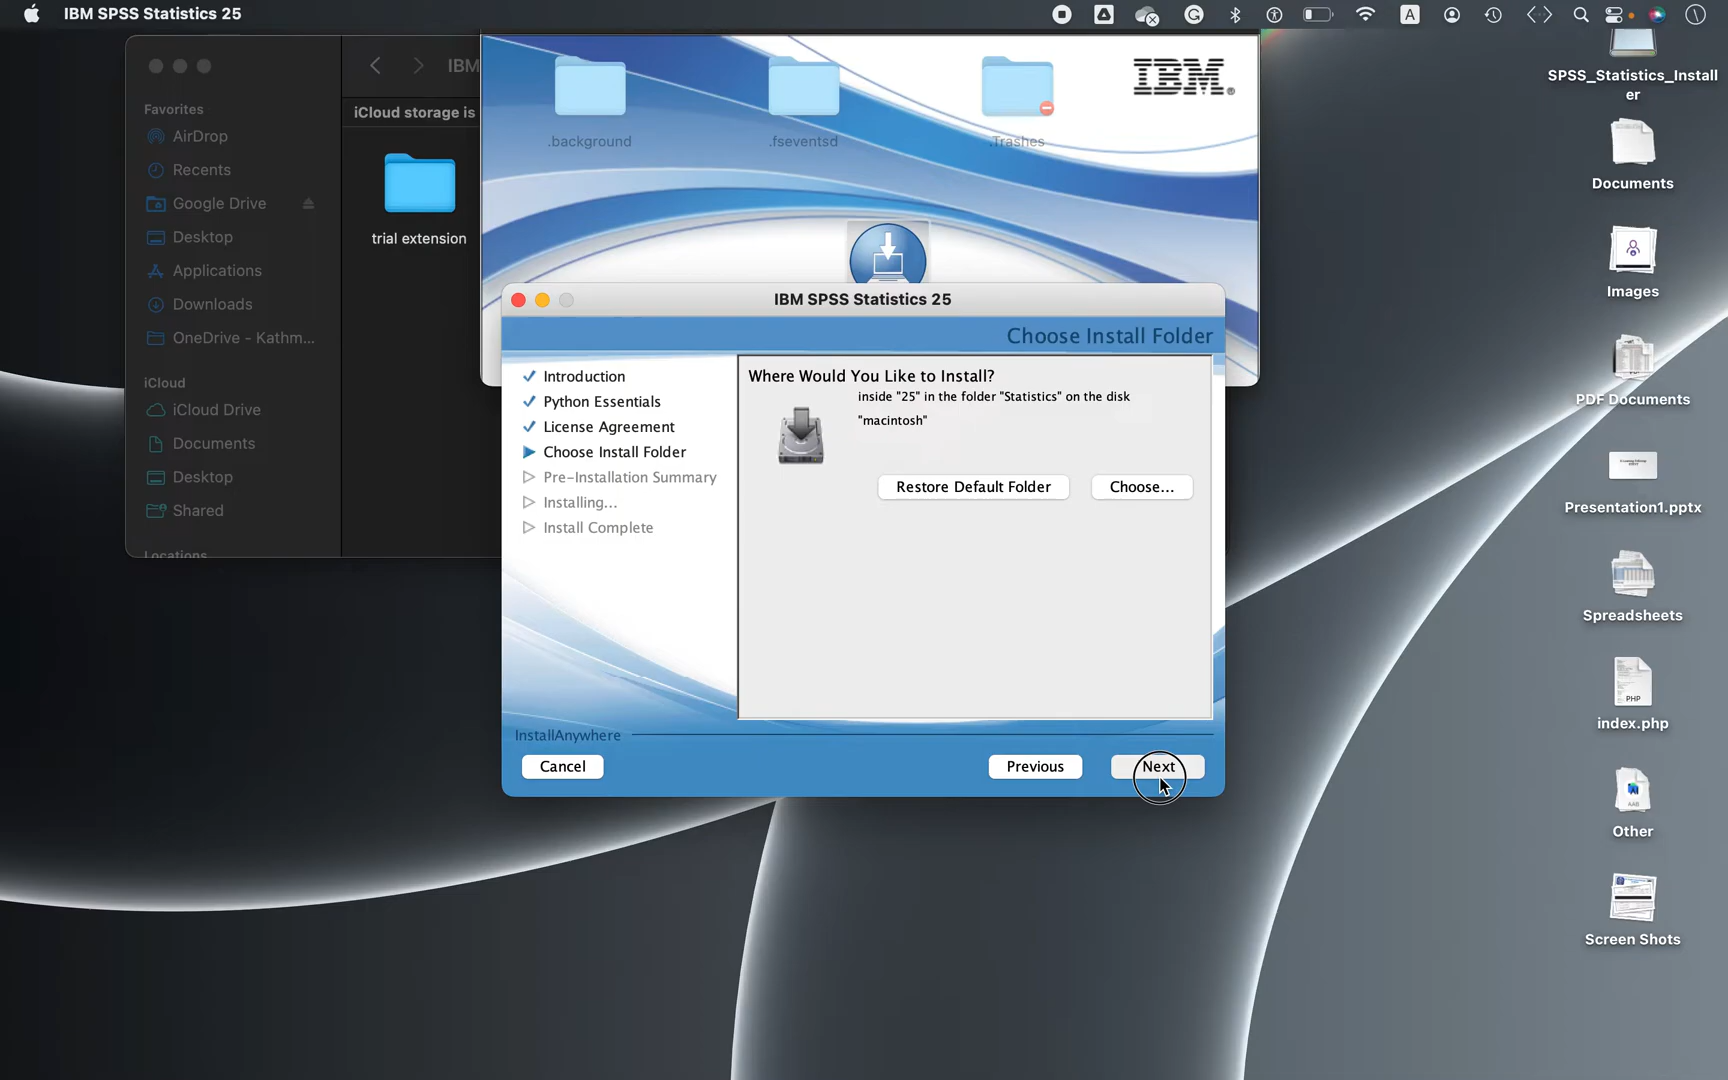 IBM SPSS Statistics 25
A
IBM
Favorites
AirDrop
Recents
Google Drive
Desktop
Applications
Downloads
OneDrive - Kathm...
iCloud
iCloud Drive
Documents
Desktop
Shared
Locations
iCloud storage is
trial extension
.background
.fseventsd
.Trashes
IBM®
IBM SPSS Statistics 25
Choose Install Folder
Introduction
Python Essentials
License Agreement
Choose Install Folder
Pre-Installation Summary
Installing...
Install Complete
Where Would You Like to Install?
inside "25" in the folder "Statistics" on the disk
"macintosh"
Restore Default Folder
Choose...
InstallAnywhere
Cancel
Previous
Next
SPSS_Statistics_Install
er
Documents
Images
PDF Documents
Presentation1.pptx
Spreadsheets
PHP
index.php
AAB
Other
Screen Shots